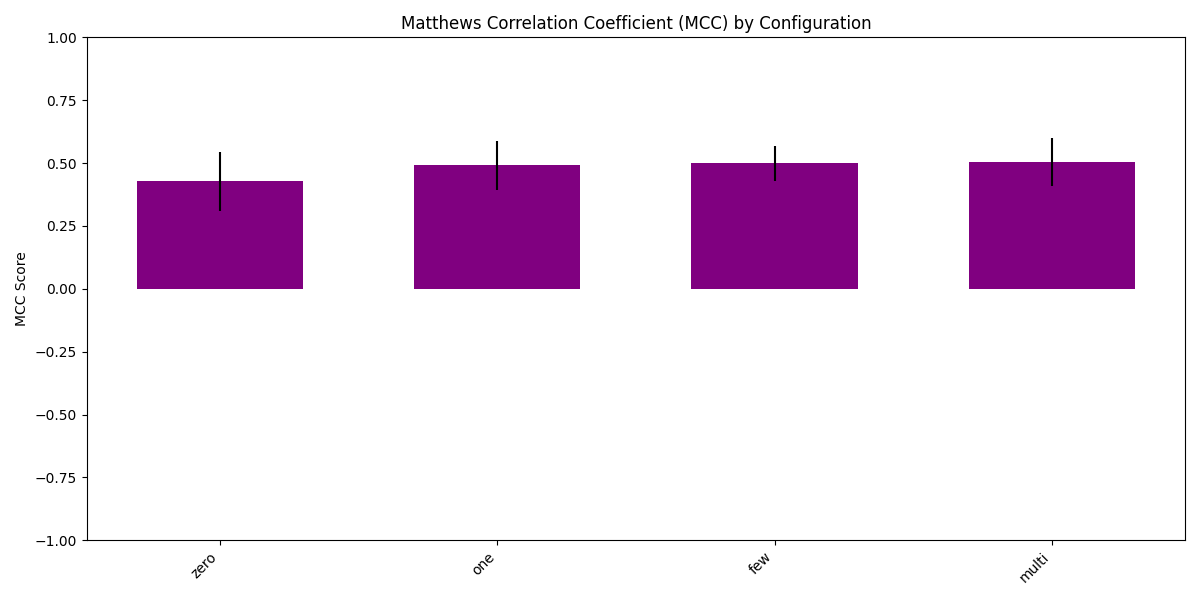 Matthews Correlation Coefficient (MCC) by Configuration
MCC Score
1.00
0.75
0.50
0.25
0.00
−0.25
−0.50
−0.75
−1.00
zero
one
few
multi